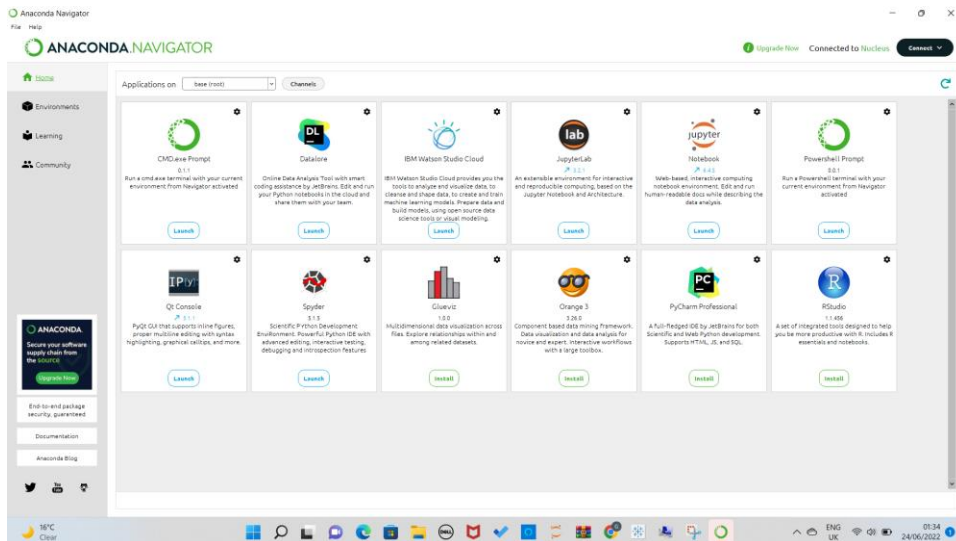 Anaconda Navigator
File Help
ANACONDA.NAVIGATOR
Upgrade Now Connected to Nucleus Connect
Home
Environments
Learning
Community
Applications on base (root) Channels
CMD.exe Prompt
0.1.1
Run a cmd.exe terminal with your current
environment from Navigator activated
Launch
DL
Datalore
Online Data Analysis Tool with smart
coding assistance by JetBrains. Edit and run
your Python notebooks in the cloud and
share them with your team.
Launch
IBM Watson Studio Cloud
IBM Watson Studio Cloud provides you the
tools to analyze and visualize data, to
cleanse and shape data, to create and train
machine learning models. Prepare data and
build models, using open source data
science tools or visual modeling.
Launch
lab
JupyterLab
3.2.1
An extensible environment for interactive
and reproducible computing, based on the
Jupyter Notebook and Architecture.
Launch
jupyter
Notebook
Web-based, interactive computing
notebook environment. Edit and run
human-readable docs while describing the
data analysis.
Launch
Powershell Prompt
0.0.1
Run a Powershell terminal with your
current environment from Navigator
activated
Launch
IP[y]:
Qt Console
5.1.1
PyQt GUI that supports inline figures,
proper multiline editing with syntax
highlighting, graphical calltips, and more.
Launch
Spyder
5.1.5
Scientific PYthon Development
EnviRonment. Powerful Python IDE with
advanced editing, interactive testing,
debugging and introspection features
Launch
Glueviz
1.0.0
Multidimensional data visualization across
files. Explore relationships within and
among related datasets.
Install
Orange 3
3.26.0
Component based data mining framework.
Data visualization and data analysis for
novice and expert. Interactive workflows
with a large toolbox.
Install
PC
PyCharm Professional
A full-fledged IDE by JetBrains for both
Scientific and Web Python development.
Supports HTML, JS, and SQL.
Install
R
RStudio
1.1.456
A set of integrated tools designed to help
you be more productive with R. Includes R
essentials and notebooks.
Install
ANACONDA
Secure your software
supply chain from
the source
Upgrade Now
End-to-end package
security, guaranteed
Documentation
Anaconda Blog
You
Tube
16°C
Clear
DELL
ENG
UK
01:34
24/06/2022